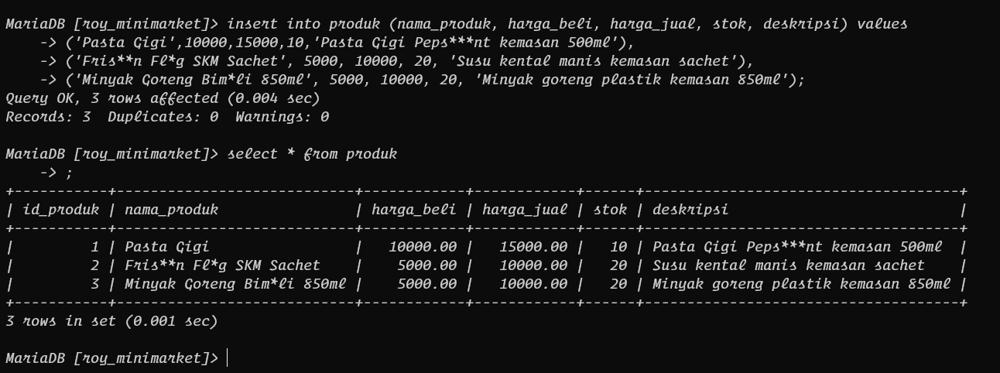 MariaDB [roy_minimarket]> insert into produk (nama_produk, harga_beli, harga_jual, stok, deskripsi) values
    -> ('Pasta Gigi',10000,15000,10,'Pasta Gigi Peps***nt kemasan 500ml'),
    -> ('Fris**n Fl*g SKM Sachet', 5000, 10000, 20, 'Susu kental manis kemasan sachet'),
    -> ('Minyak Goreng Bim*li 850ml', 5000, 10000, 20, 'Minyak goreng plastik kemasan 850ml');
Query OK, 3 rows affected (0.004 sec)
Records: 3  Duplicates: 0  Warnings: 0
MariaDB [roy_minimarket]> select * from produk
    -> ;
+-----------+----------------------------+------------+------------+------+-------------------------------------+
| id_produk | nama_produk                | harga_beli | harga_jual | stok | deskripsi                           |
+-----------+----------------------------+------------+------------+------+-------------------------------------+
|         1 | Pasta Gigi                 |   10000.00 |   15000.00 |   10 | Pasta Gigi Peps***nt kemasan 500ml  |
|         2 | Fris**n Fl*g SKM Sachet    |    5000.00 |   10000.00 |   20 | Susu kental manis kemasan sachet    |
|         3 | Minyak Goreng Bim*li 850ml |    5000.00 |   10000.00 |   20 | Minyak goreng plastik kemasan 850ml |
+-----------+----------------------------+------------+------------+------+-------------------------------------+
3 rows in set (0.001 sec)
MariaDB [roy_minimarket]>